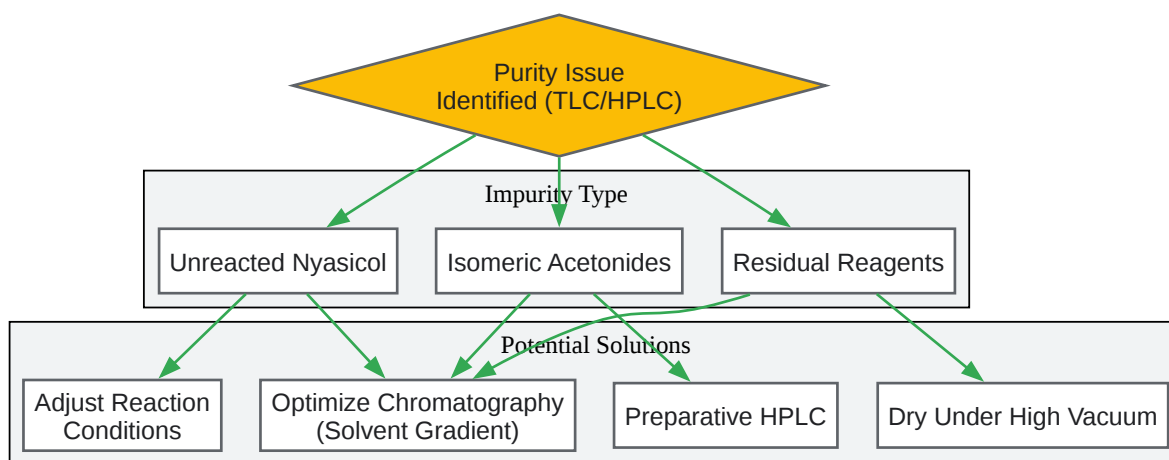 Purity Issue
Identified (TLC/HPLC)
Impurity Type
Unreacted Nyasicol
Isomeric Acetonides
Residual Reagents
Potential Solutions
Adjust Reaction
Conditions
Optimize Chromatography
(Solvent Gradient)
Preparative HPLC
Dry Under High Vacuum